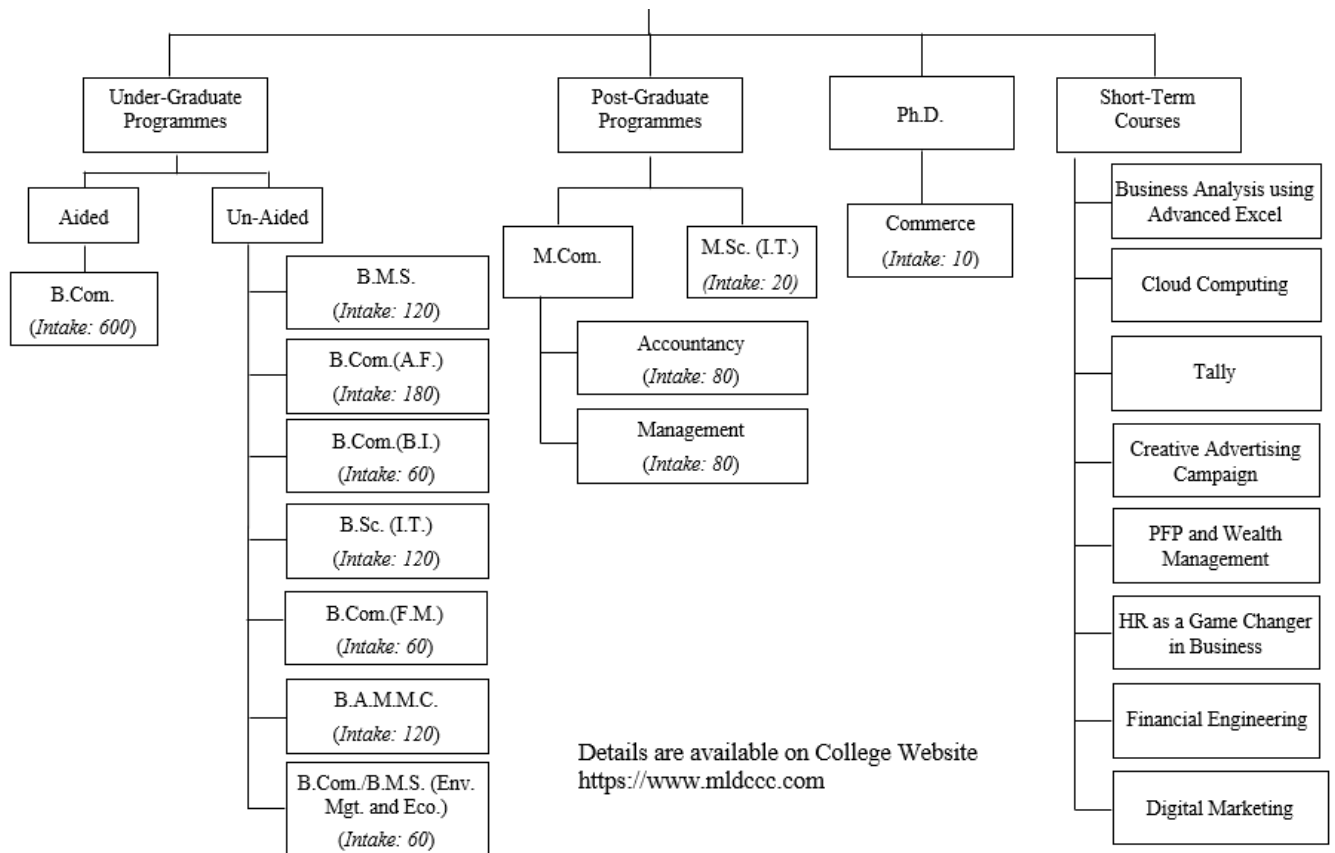 Under-Graduate
Programmes
Post-Graduate
Programmes
Ph.D.
Short-Term
Courses
Aided
Un-Aided
B.Com.
(Intake: 600)
B.M.S.
(Intake: 120)
B.Com.(A.F.)
(Intake: 180)
B.Com.(B.I.)
(Intake: 60)
B.Sc. (I.T.)
(Intake: 120)
B.Com.(F.M.)
(Intake: 60)
B.A.M.M.C.
(Intake: 120)
B.Com./B.M.S. (Env.
Mgt. and Eco.)
(Intake: 60)
M.Com.
M.Sc. (I.T.)
(Intake: 20)
Accountancy
(Intake: 80)
Management
(Intake: 80)
Commerce
(Intake: 10)
Business Analysis using
Advanced Excel
Cloud Computing
Tally
Creative Advertising
Campaign
PFP and Wealth
Management
HR as a Game Changer
in Business
Financial Engineering
Digital Marketing
Details are available on College Website
https://www.mldccc.com